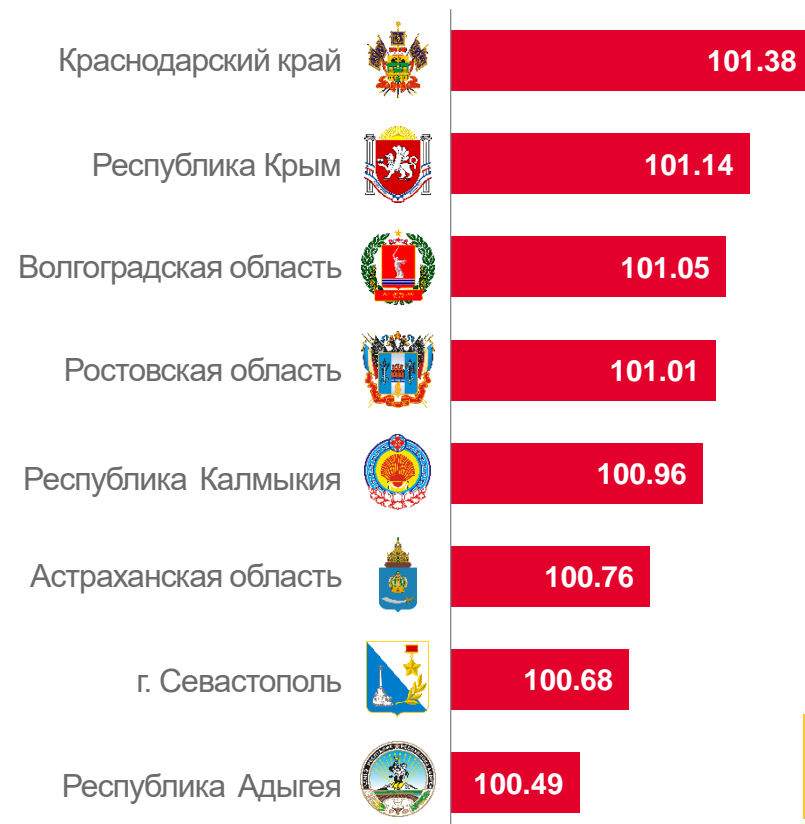 Краснодарский край 101.38
Республика Крым 101.14
Волгоградская область 101.05
Ростовская область 101.01
Республика Калмыкия 100.96
Астраханская область 100.76
г. Севастополь 100.68
Республика Адыгея 100.49